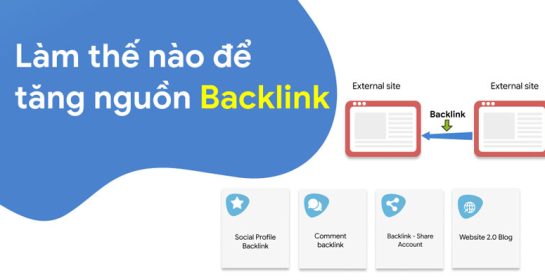 Làm thế nào để
tăng nguồn Backlink
External site
External site
Backlink
Social Profile
Backlink
Comment
backlink
Backlink - Share
Account
Website 2.0 Blog